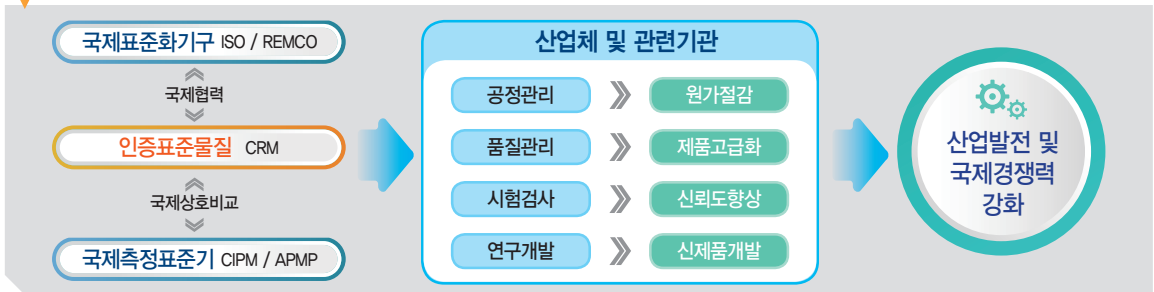 국제표준화기구 ISO / REMCO
국제협력
인증표준물질 CRM
국제상호비교
국제측정표준기 CIPM / APMP
산업체 및 관련기관
공정관리 원가절감
품질관리 제품고급화
시험검사 신뢰도향상
연구개발 신제품개발
산업발전 및
국제경쟁력
강화